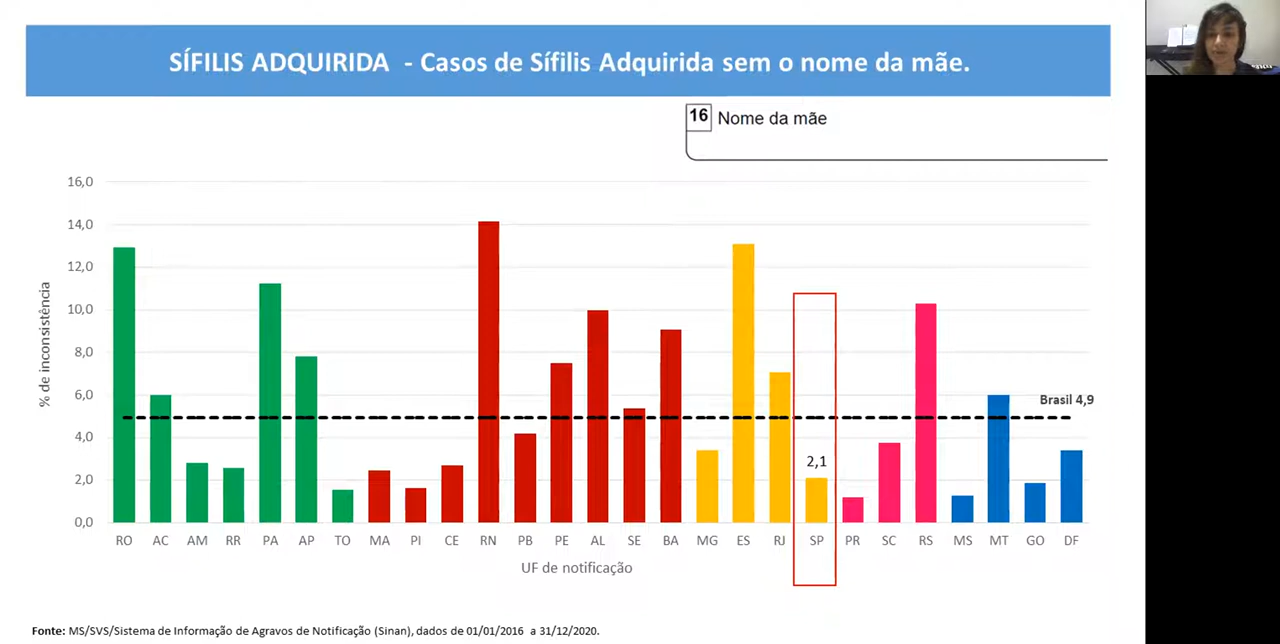 SÍFILIS ADQUIRIDA - Casos de Sífilis Adquirida sem o nome da mãe.
16 Nome da mãe
% de inconsistência
16,0
14,0
12,0
10,0
8,0
6,0
4,0
2,0
0,0
Brasil 4,9
2,1
RO AC AM RR PA AP TO MA PI CE RN PB PE AL SE BA MG ES RJ SP PR SC RS MS MT GO DF
UF de notificação
Fonte: MS/SVS/Sistema de Informação de Agravos de Notificação (Sinan), dados de 01/01/2016 a 31/12/2020.